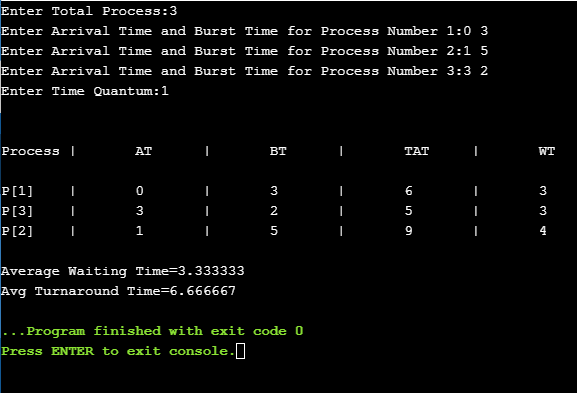 Enter Total Process:3
Enter Arrival Time and Burst Time for Process Number 1:0 3
Enter Arrival Time and Burst Time for Process Number 2:1 5
Enter Arrival Time and Burst Time for Process Number 3:3 2
Enter Time Quantum:1
Process | AT | BT | TAT | WT
P[1] | 0 | 3 | 6 | 3
P[3] | 3 | 2 | 5 | 3
P[2] | 1 | 5 | 9 | 4
Average Waiting Time=3.333333
Avg Turnaround Time=6.666667
...Program finished with exit code 0
Press ENTER to exit console.